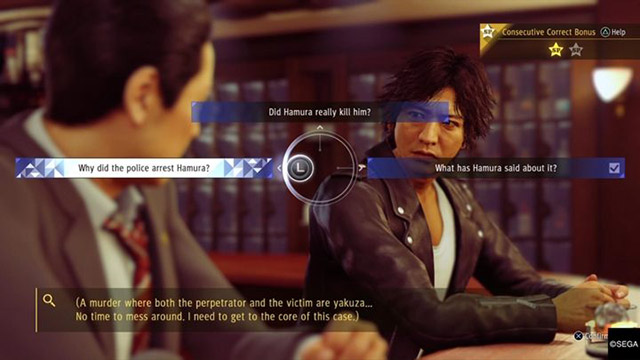 Consecutive Correct Bonus △ Help
Did Hamura really kill him?
Why did the police arrest Hamura?
L
What has Hamura said about it?
(A murder where both the perpetrator and the victim are yakuza...
No time to mess around. I need to get to the core of this case.)
©SEGA